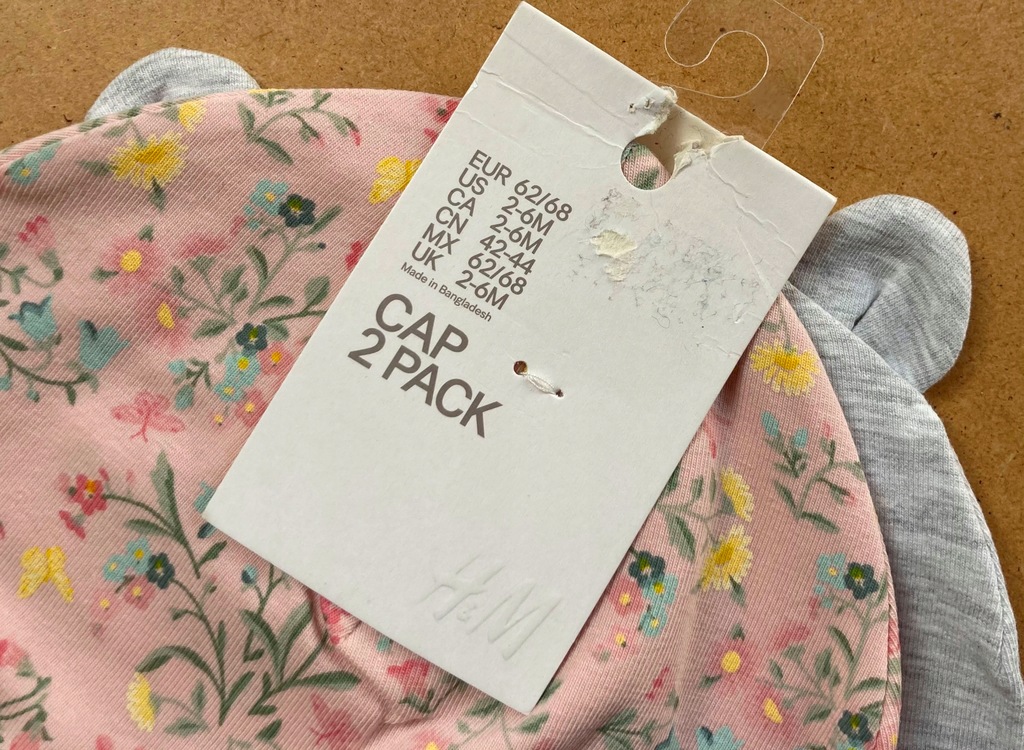 EUR 62/68
US 2-6M
CA 2-6M
CN 42-44
MX 62/68
UK 2-6M
Made in Bangladesh
CAP
2 PACK
H&M